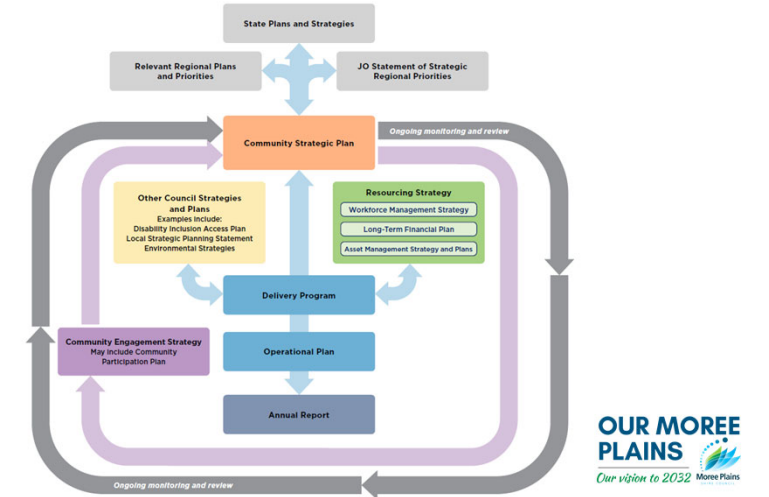 State Plans and Strategies
Relevant Regional Plans
and Priorities
JO Statement of Strategic
Regional Priorities
Community Strategic Plan
Ongoing monitoring and review
Other Council Strategies
and Plans
Examples include:
Disability Inclusion Access Plan
Local Strategic Planning Statement
Environmental Strategies
Resourcing Strategy
Workforce Management Strategy
Long-Term Financial Plan
Asset Management Strategy and Plans
Delivery Program
Community Engagement Strategy
May include Community
Participation Plan
Operational Plan
Annual Report
Ongoing monitoring and review
OUR MOREE
PLAINS
Our vision to 2032
Moree Plains